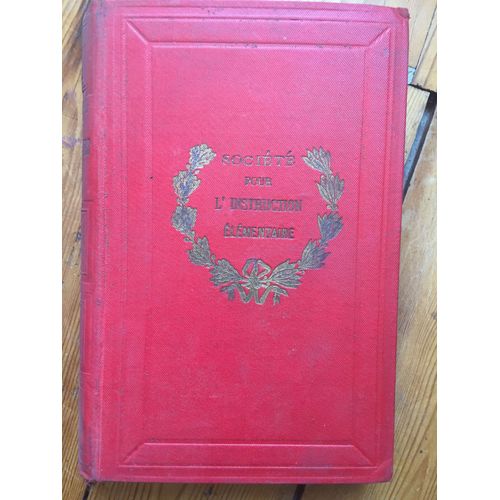 SOCIÉTÉ
POUR
L'INSTRUCTION
ÉLÉMENTAIRE